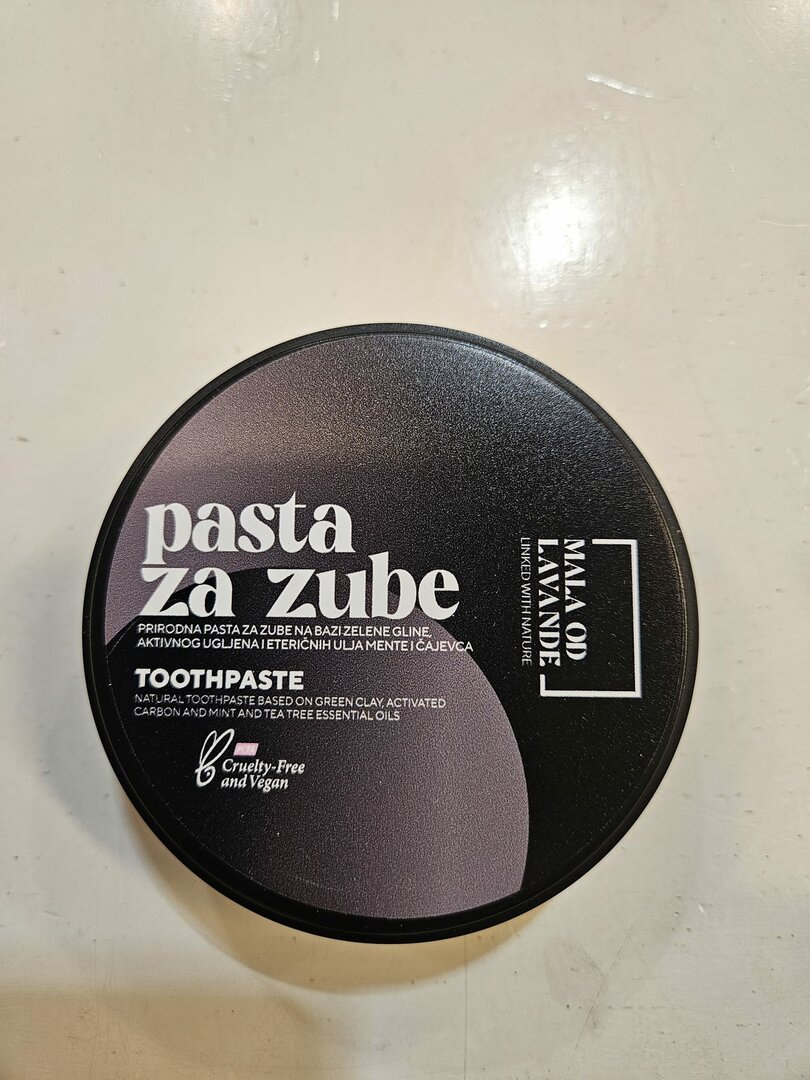 pasta
za zube
PRIRODNA PASTA ZA ZUBE NA BAZI ZELENE GLINE,
AKTIVNOG UGLJENA I ETERIČNIH ULJA MENTE I ČAJEVCA
TOOTHPASTE
NATURAL TOOTHPASTE BASED ON GREEN CLAY, ACTIVATED
CARBON AND MINT AND TEA TREE ESSENTIAL OILS
PETA
Cruelty-Free
and Vegan
MALA OD
LAVANDE
LINKED WITH NATURE